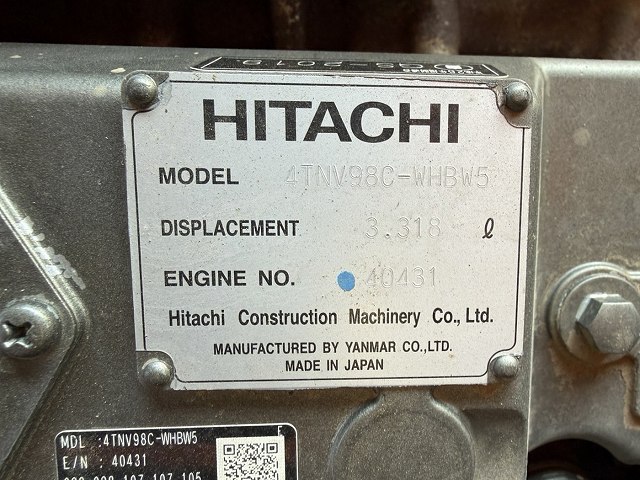 HITACHI
MODEL 4TNV98C-WHBW5
DISPLACEMENT 3.318 ℓ
ENGINE NO. 40431
Hitachi Construction Machinery Co., Ltd.
MANUFACTURED BY YANMAR CO.,LTD.
MADE IN JAPAN
MDL :4TNV98C-WHBW5 F
E/N : 40431